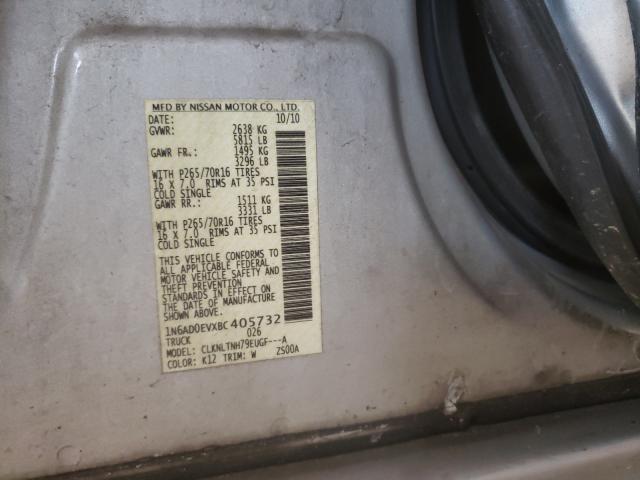 MFD BY NISSAN MOTOR CO., LTD.
DATE: 10/10
GVWR: 2638 KG
5815 LB
GAWR FR.: 1495 KG
3296 LB
WITH P265/70R16 TIRES
16 X 7.0 RIMS AT 35 PSI
COLD SINGLE
GAWR RR.: 1511 KG
3331 LB
WITH P265/70R16 TIRES
16 X 7.0 RIMS AT 35 PSI
COLD SINGLE
THIS VEHICLE CONFORMS TO
ALL APPLICABLE FEDERAL
MOTOR VEHICLE SAFETY AND
THEFT PREVENTION
STANDARDS IN EFFECT ON
THE DATE OF MANUFACTURE
SHOWN ABOVE.
1N6AD0EVXBC405732
TRUCK 026
MODEL: CLKNLTNH79EUGF---A
COLOR: K12 TRIM: W ZS00A